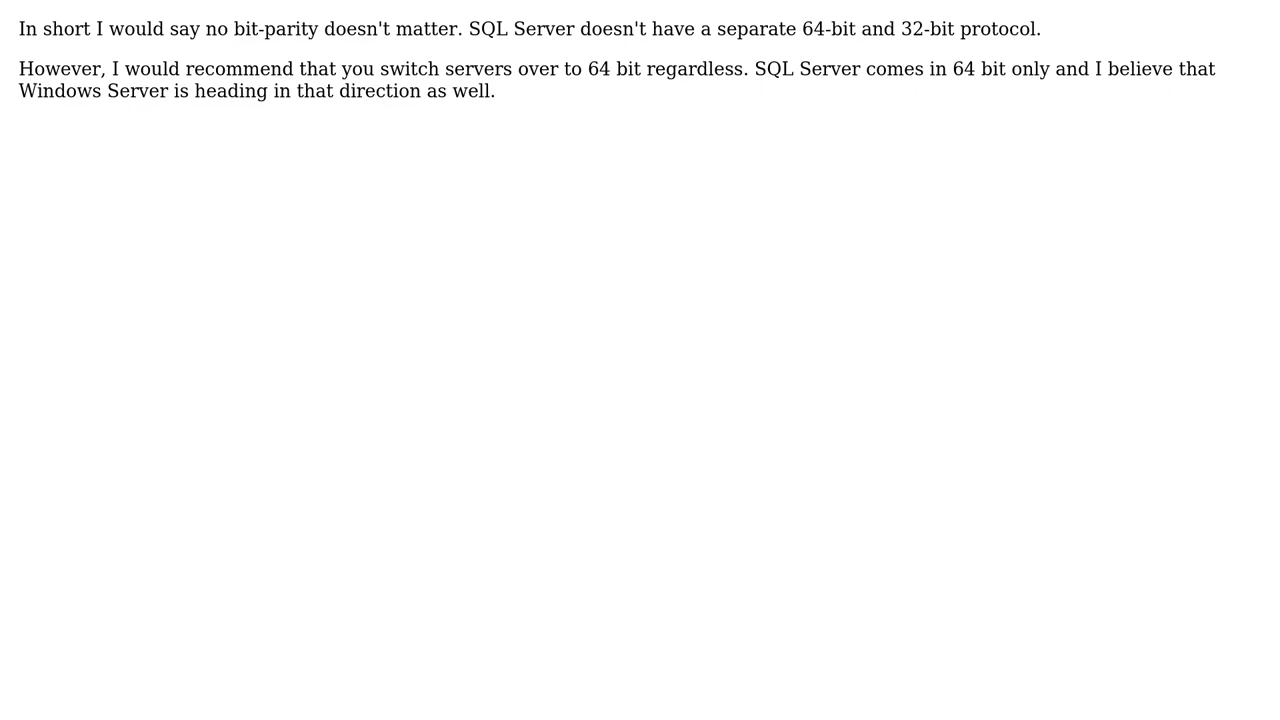 In short I would say no bit-parity doesn't matter. SQL Server doesn't have a separate 64-bit and 32-bit protocol.
However, I would recommend that you switch servers over to 64 bit regardless. SQL Server comes in 64 bit only and I believe that
Windows Server is heading in that direction as well.